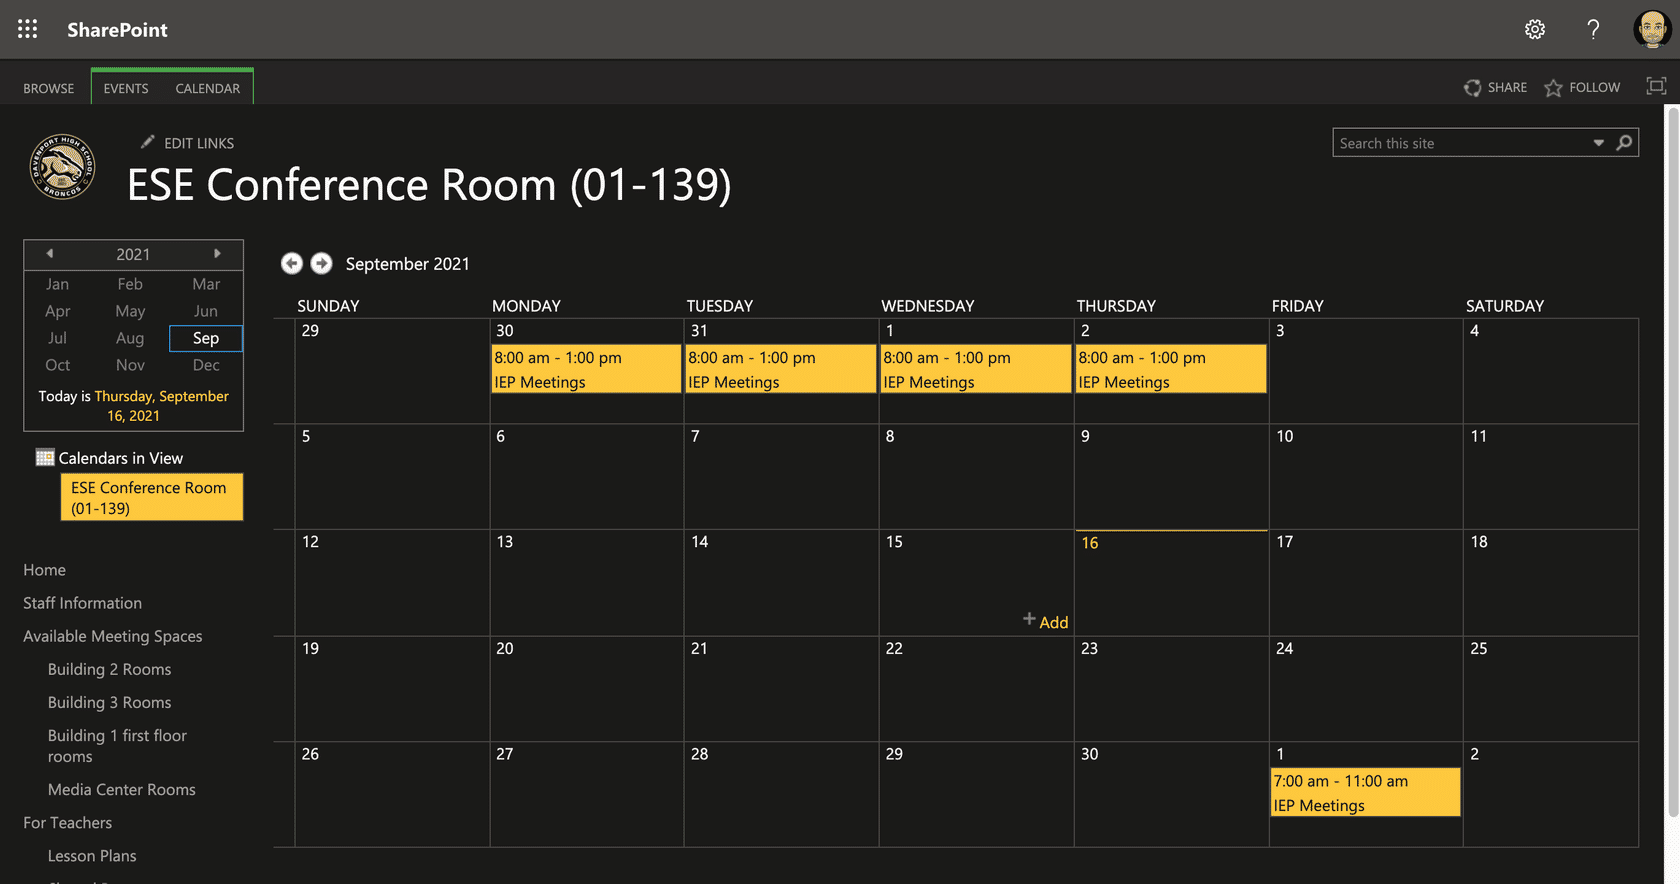 SharePoint
BROWSE
EVENTS
CALENDAR
SHARE
FOLLOW
DAVENPORT HIGH SCHOOL
BRONCOS
EDIT LINKS
Search this site
ESE Conference Room (01-139)
2021
Jan Feb Mar
Apr May Jun
Jul Aug Sep
Oct Nov Dec
Today is Thursday, September
16, 2021
Calendars in View
ESE Conference Room
(01-139)
Home
Staff Information
Available Meeting Spaces
Building 2 Rooms
Building 3 Rooms
Building 1 first floor
rooms
Media Center Rooms
For Teachers
Lesson Plans
September 2021
SUNDAY MONDAY TUESDAY WEDNESDAY THURSDAY FRIDAY SATURDAY
29 30 31 1 2 3 4
8:00 am - 1:00 pm 8:00 am - 1:00 pm 8:00 am - 1:00 pm 8:00 am - 1:00 pm
IEP Meetings IEP Meetings IEP Meetings IEP Meetings
5 6 7 8 9 10 11
12 13 14 15 16 17 18
+ Add
19 20 21 22 23 24 25
26 27 28 29 30 1 2
7:00 am - 11:00 am
IEP Meetings